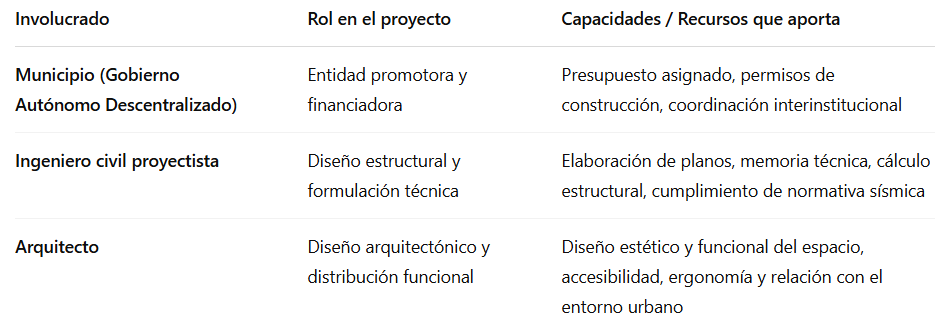 Involucrado Rol en el proyecto Capacidades / Recursos que aporta
Municipio (Gobierno Entidad promotora y Presupuesto asignado, permisos de
Autónomo Descentralizado) financiadora construcción, coordinación interinstitucional
Ingeniero civil proyectista Diseño estructural y Elaboración de planos, memoria técnica, cálculo
formulación técnica estructural, cumplimiento de normativa sísmica
Arquitecto Diseño arquitectónico y Diseño estético y funcional del espacio,
distribución funcional accesibilidad, ergonomía y relación con el
entorno urbano